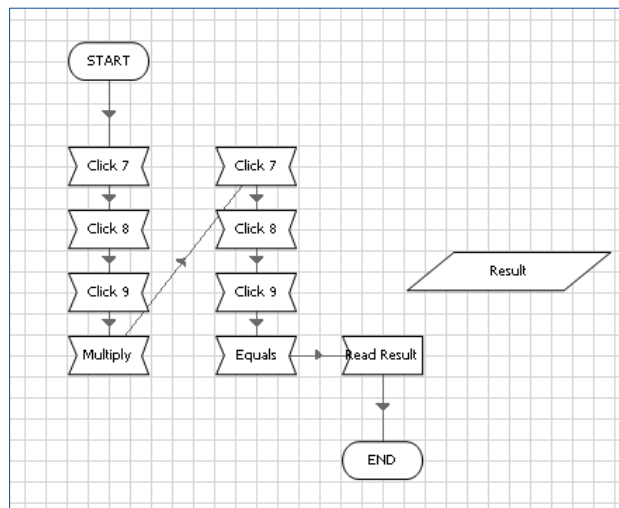 START
Click 7
Click 8
Click 9
Multiply
Click 7
Click 8
Click 9
Equals
Read Result
END
Result